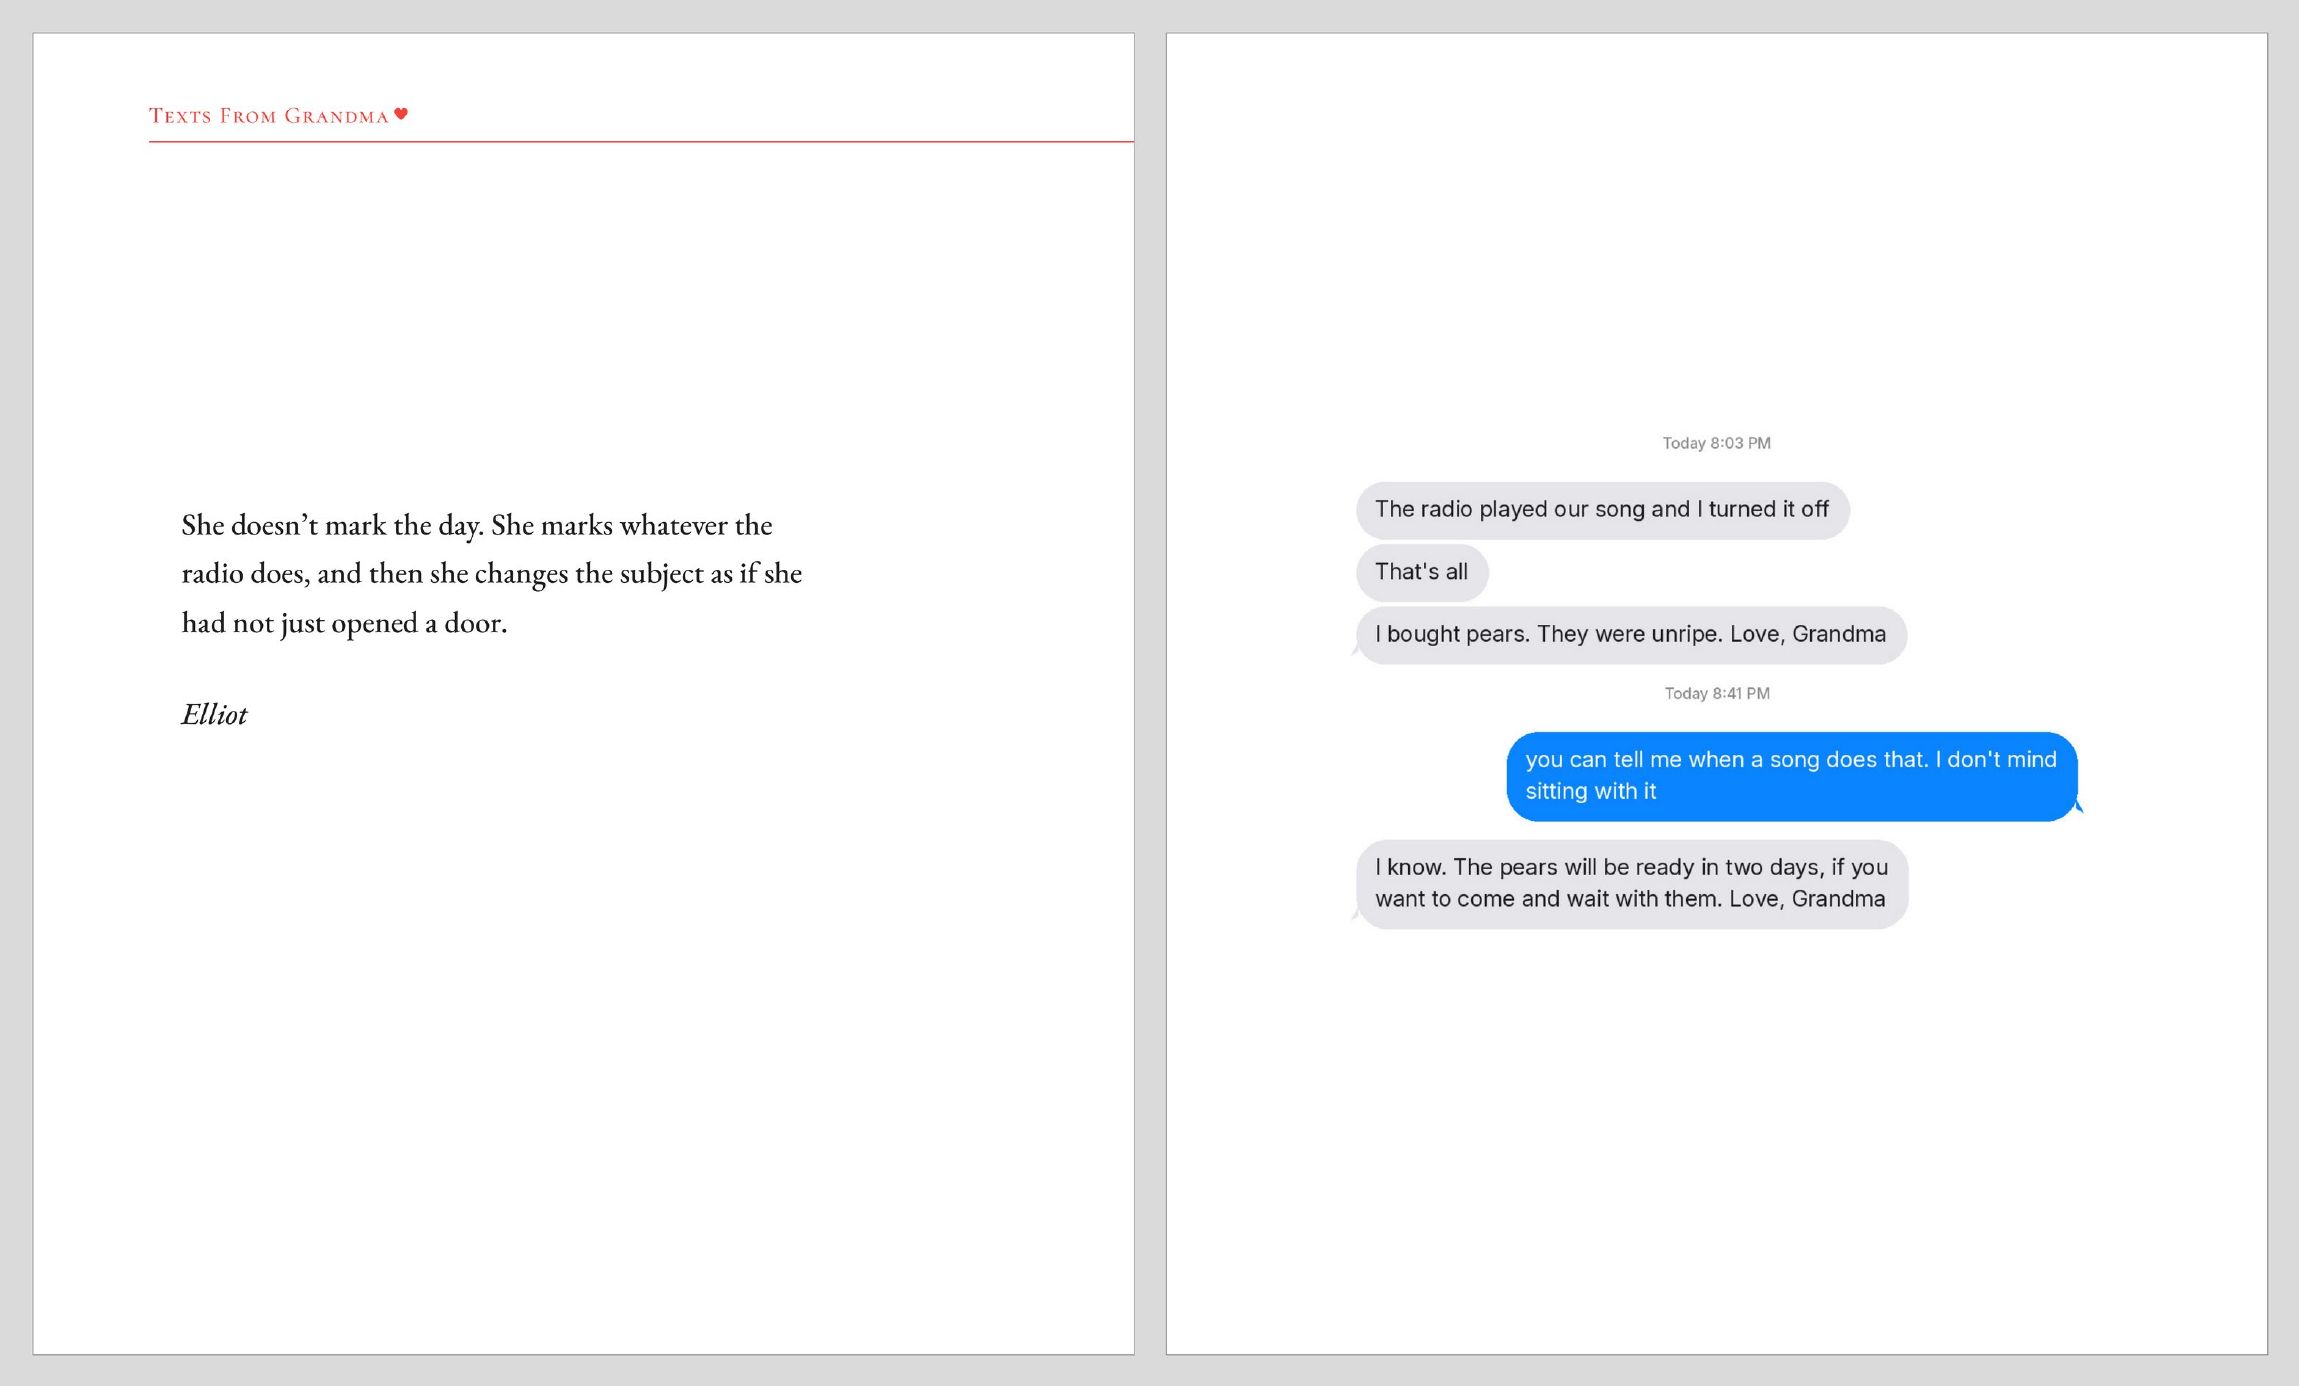 Texts From Grandma♥
She doesn’t mark the day. She marks whatever the
radio does, and then she changes the subject as if she
had not just opened a door.
Elliot
Today 8:03 PM
The radio played our song and I turned it off
That's all
I bought pears. They were unripe. Love, Grandma
Today 8:41 PM
you can tell me when a song does that. I don't mind
sitting with it
I know. The pears will be ready in two days, if you
want to come and wait with them. Love, Grandma